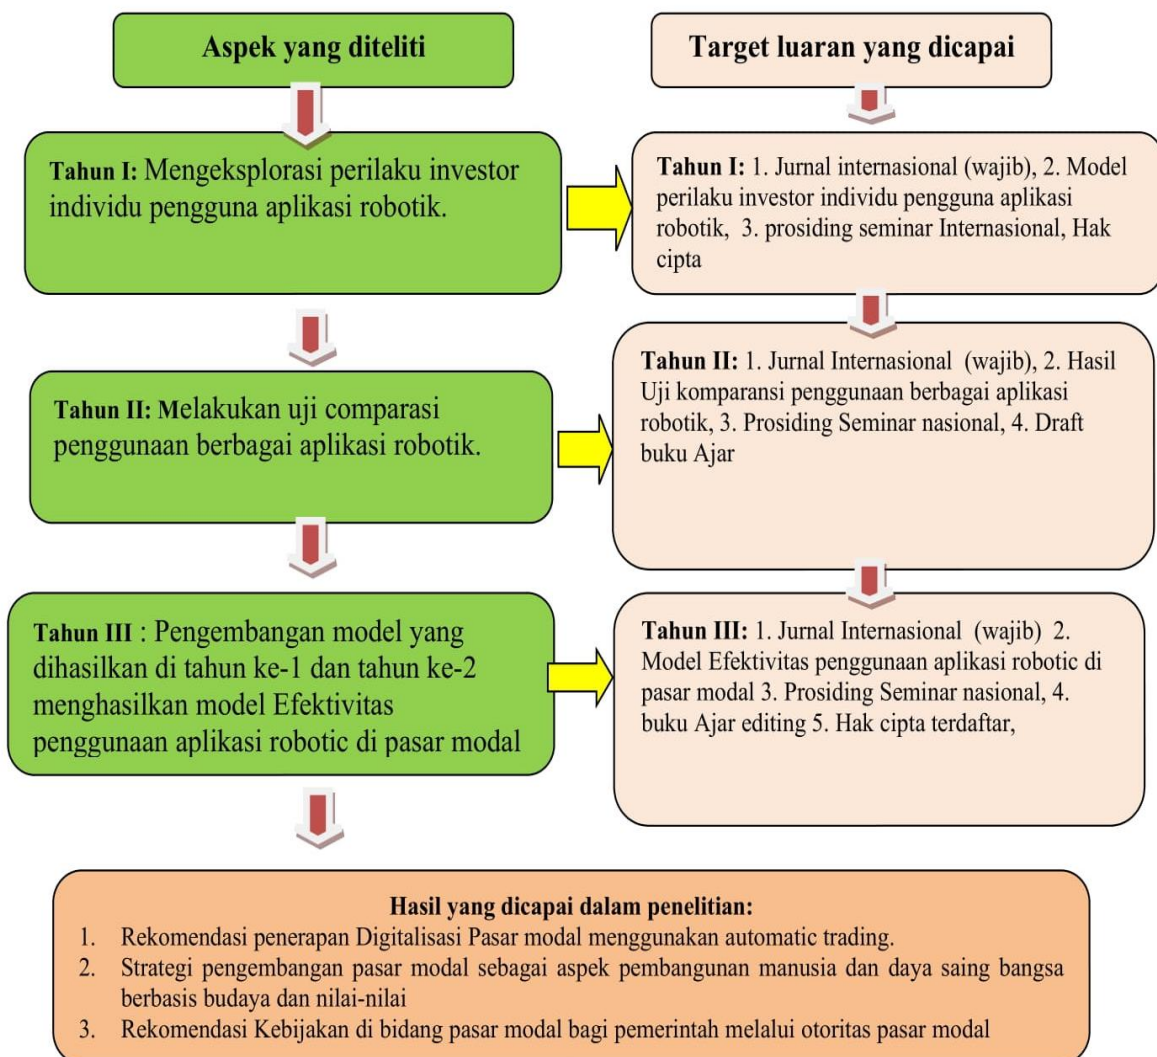 Aspek yang diteliti
Target luaran yang dicapai
Tahun I: Mengeksplorasi perilaku investor
individu pengguna aplikasi robotik.
Tahun I: 1. Jurnal internasional (wajib), 2. Model
perilaku investor individu pengguna aplikasi
robotik, 3. prosiding seminar Internasional, Hak
cipta
Tahun II: Melakukan uji comparasi
penggunaan berbagai aplikasi robotik.
Tahun II: 1. Jurnal Internasional (wajib), 2. Hasil
Uji komparansi penggunaan berbagai aplikasi
robotik, 3. Prosiding Seminar nasional, 4. Draft
buku Ajar
Tahun III : Pengembangan model yang
dihasilkan di tahun ke-1 dan tahun ke-2
menghasilkan model Efektivitas
penggunaan aplikasi robotic di pasar modal
Tahun III: 1. Jurnal Internasional (wajib) 2.
Model Efektivitas penggunaan aplikasi robotic di
pasar modal 3. Prosiding Seminar nasional, 4.
buku Ajar editing 5. Hak cipta terdaftar,
Hasil yang dicapai dalam penelitian:
1. Rekomendasi penerapan Digitalisasi Pasar modal menggunakan automatic trading.
2. Strategi pengembangan pasar modal sebagai aspek pembangunan manusia dan daya saing bangsa
berbasis budaya dan nilai-nilai
3. Rekomendasi Kebijakan di bidang pasar modal bagi pemerintah melalui otoritas pasar modal